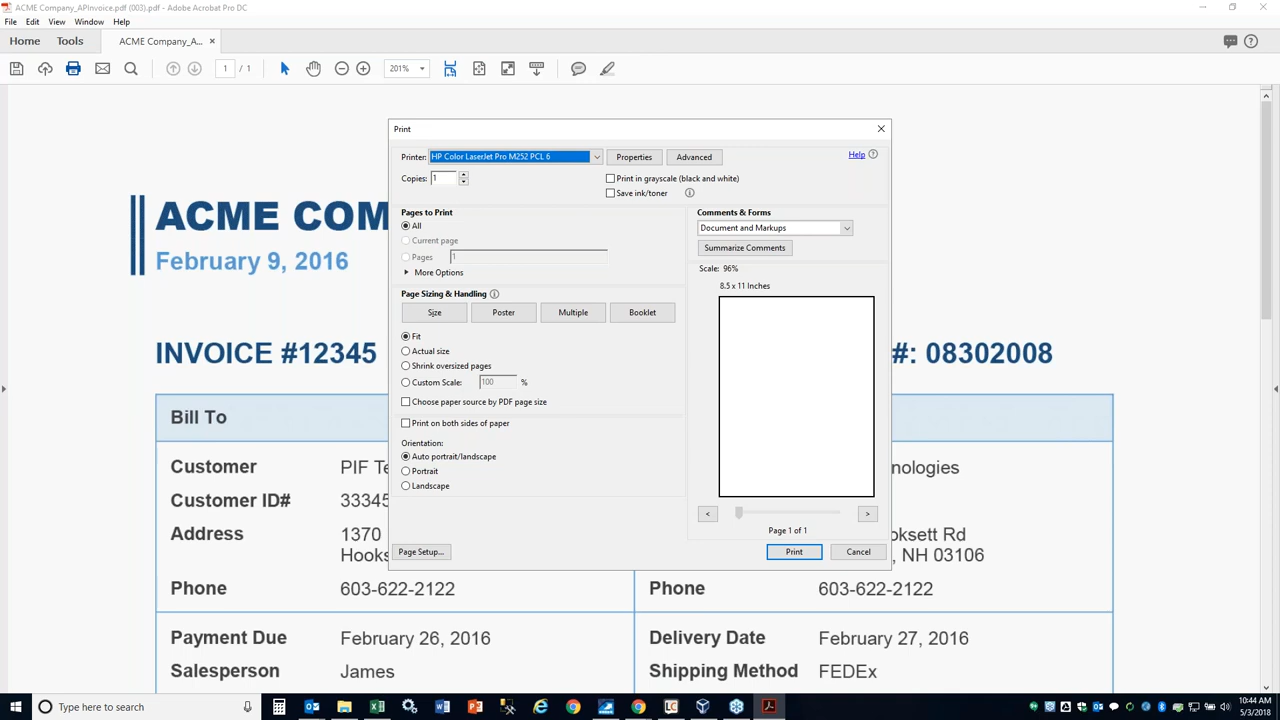 ACME Company_APInvoice.pdf (003).pdf - Adobe Acrobat Pro DC
File Edit View Window Help
Home Tools ACME Company_A... ×
1 / 1 201%
ACME COM
February 9, 2016
INVOICE #12345
#: 08302008
Bill To
Customer PIF Te
nologies
Customer ID# 33345
Address 1370
oksett Rd
Hooks
, NH 03106
Phone 603-622-2122
Phone 603-622-2122
Payment Due February 26, 2016
Delivery Date February 27, 2016
Salesperson James
Shipping Method FEDEx
Print
Printer: HP Color LaserJet Pro M252 PCL 6 Properties Advanced Help
Copies: 1
Print in grayscale (black and white)
Save ink/toner
Pages to Print
All
Current page
Pages 1
More Options
Page Sizing & Handling
Size Poster Multiple Booklet
Fit
Actual size
Shrink oversized pages
Custom Scale: 100 %
Choose paper source by PDF page size
Print on both sides of paper
Orientation:
Auto portrait/landscape
Portrait
Landscape
Comments & Forms
Document and Markups
Summarize Comments
Scale: 96%
8.5 x 11 Inches
< >
Page 1 of 1
Page Setup... Print Cancel
Type here to search
10:44 AM
5/3/2018